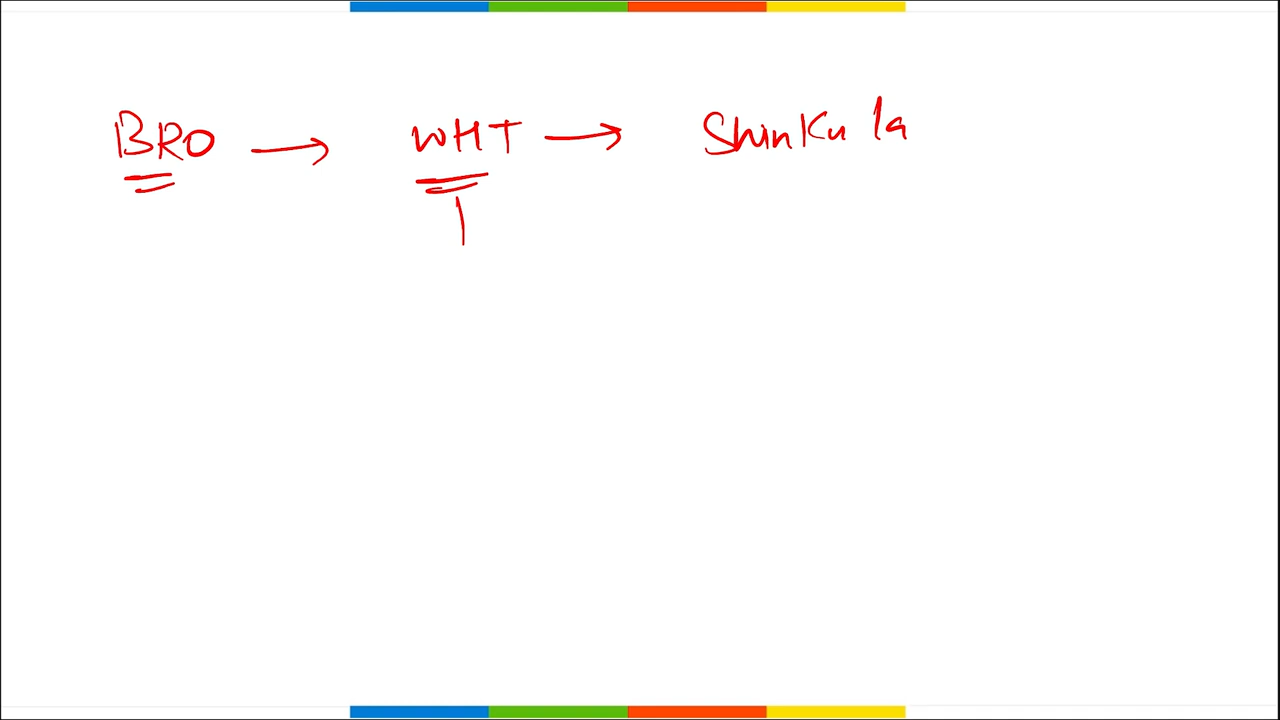 BRO → WHT → Shinku la